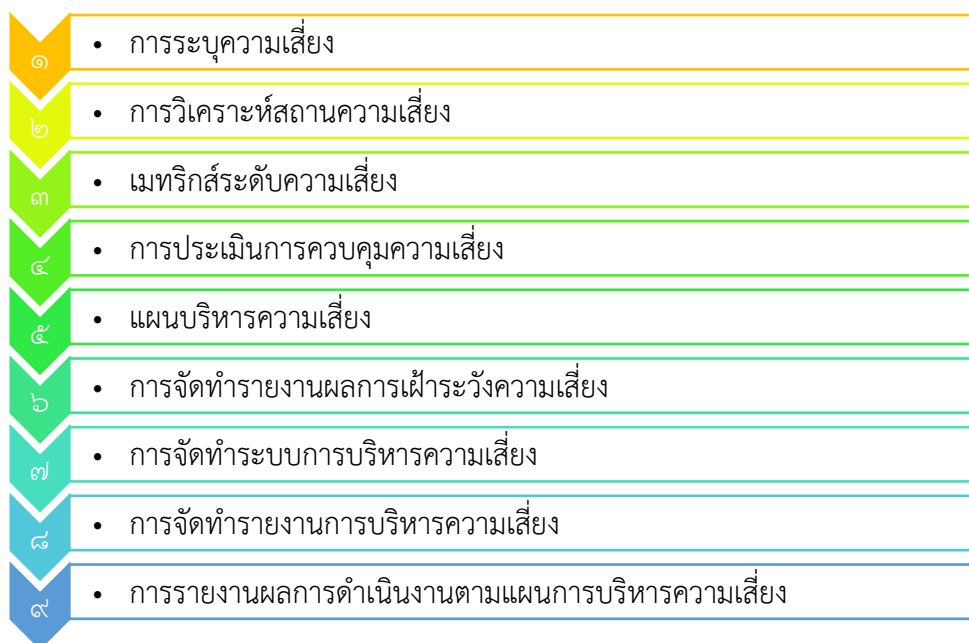 ๑ • การระบุความเสี่ยง
๒ • การวิเคราะห์สถานความเสี่ยง
๓ • เมทริกส์ระดับความเสี่ยง
๔ • การประเมินการควบคุมความเสี่ยง
๕ • แผนบริหารความเสี่ยง
๖ • การจัดทำรายงานผลการเฝ้าระวังความเสี่ยง
๗ • การจัดทำระบบการบริหารความเสี่ยง
๘ • การจัดทำรายงานการบริหารความเสี่ยง
๙ • การรายงานผลการดำเนินงานตามแผนการบริหารความเสี่ยง